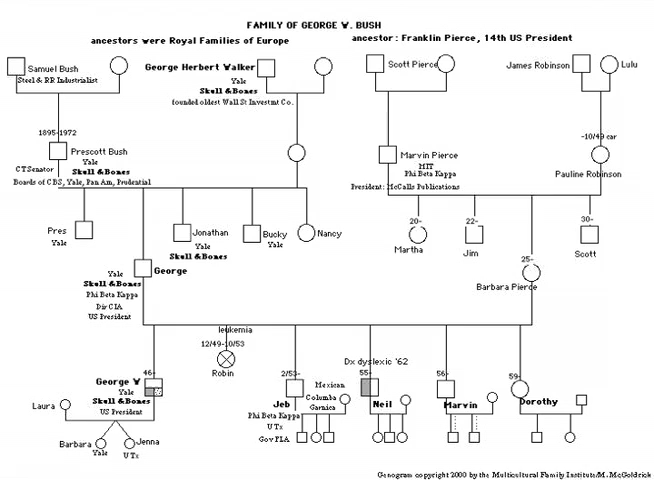 FAMILY OF GEORGE W. BUSH
ancestors were Royal Families of Europe
ancestor: Franklin Pierce, 14th US President
Samuel Bush
Steel & RR Industrialist
George Herbert Walker
Yale
Skull & Bones
founded oldest Wall St Investmt Co.
Scott Pierce
James Robinson
Lulu
1895-1972
Prescott Bush
Yale
Skull & Bones
CT Senator
Boards of CBS, Yale, Pan Am, Prudential
Marvin Pierce
MIT
Phi Beta Kappa
President: McCalls Publications
-10/49 car
Pauline Robinson
Pres
Yale
Jonathan
Yale
Skull & Bones
Bucky
Yale
Nancy
20-
Martha
22-
Jim
30-
Scott
George
Yale
Skull & Bones
Phi Beta Kappa
Dir CIA
US President
25-
Barbara Pierce
leukemia
12/49-10/53
Robin
46-
George W
Yale
Skull & Bones
US President
Laura
Barbara
Yale
Jenna
U Tx
2/53-
Jeb
Phi Beta Kappa
U Tx
Gov FLA
Mexican
Columba
Garnica
Dx dyslexic '62
55-
Neil
56-
Marvin
59-
Dorothy
Genogram copyright 2000 by the Multicultural Family Institute/M. McGoldrick